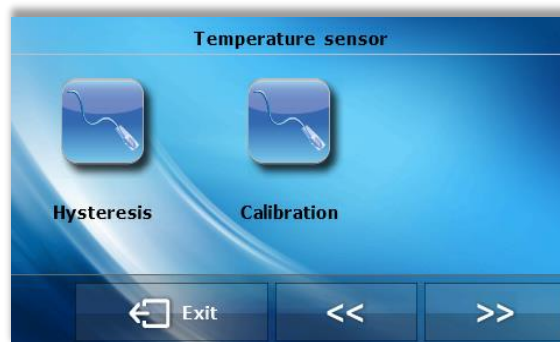 Temperature sensor
Hysteresis Calibration
Exit << >>